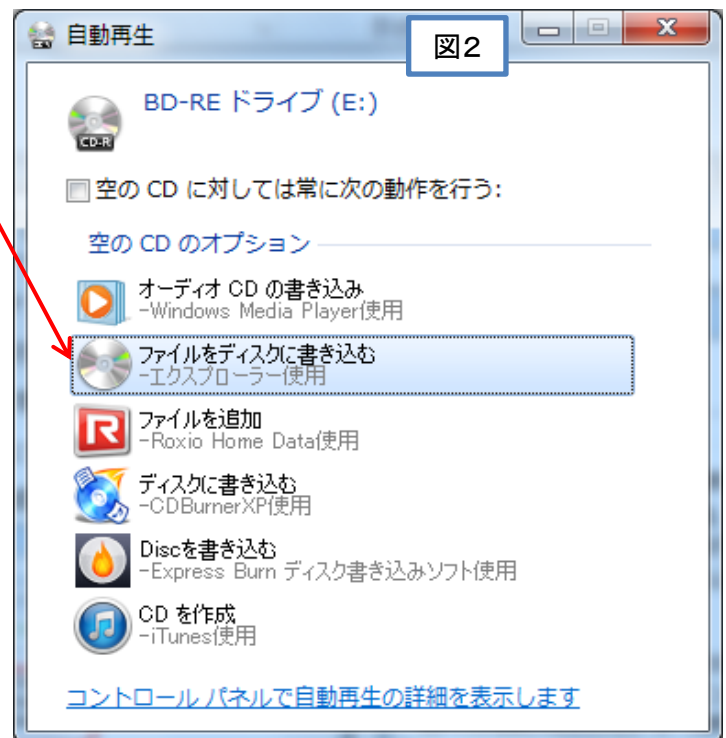 自動再生
図2
BD-RE ドライブ (E:)
CD-R
空の CD に対しては常に次の動作を行う:
空の CD のオプション
オーディオ CD の書き込み
-Windows Media Player使用
ファイルをディスクに書き込む
-エクスプローラー使用
ファイルを追加
-Roxio Home Data使用
ディスクに書き込む
-CDBurnerXP使用
Discを書き込む
-Express Burn ディスク書き込みソフト使用
CD を作成
-iTunes使用
コントロール パネルで自動再生の詳細を表示します